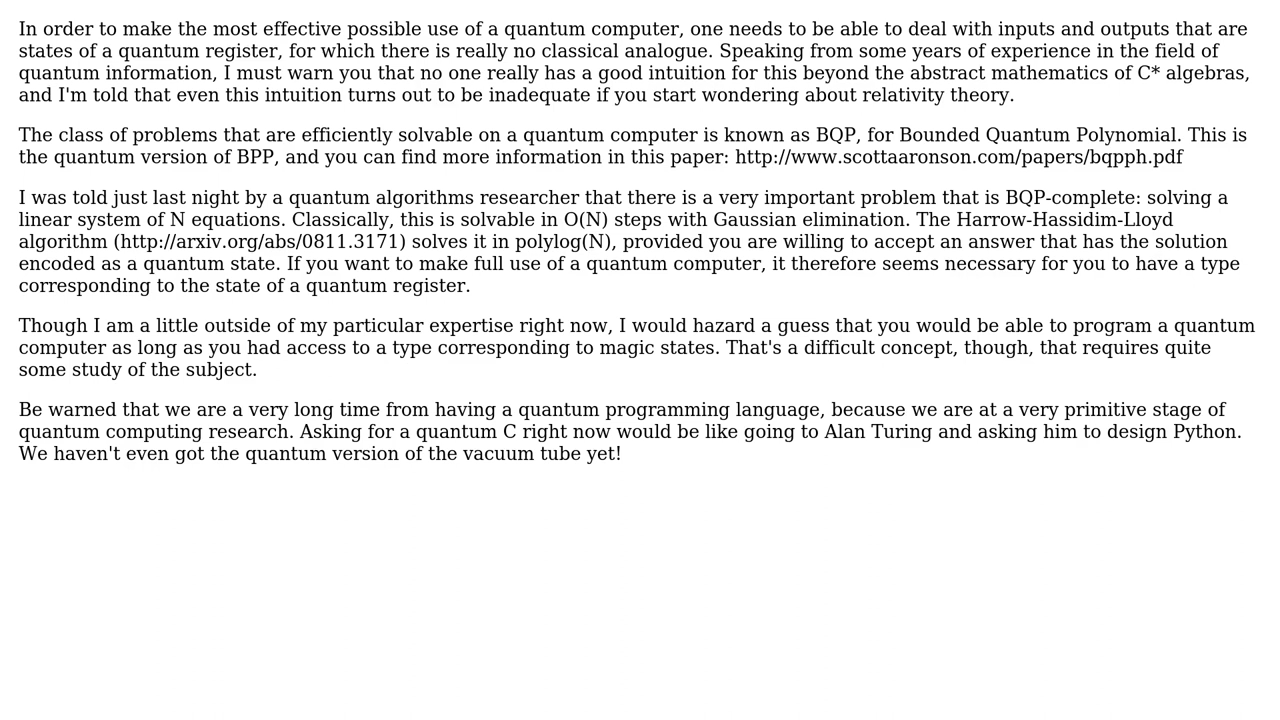 In order to make the most effective possible use of a quantum computer, one needs to be able to deal with inputs and outputs that are
states of a quantum register, for which there is really no classical analogue. Speaking from some years of experience in the field of
quantum information, I must warn you that no one really has a good intuition for this beyond the abstract mathematics of C* algebras,
and I'm told that even this intuition turns out to be inadequate if you start wondering about relativity theory.
The class of problems that are efficiently solvable on a quantum computer is known as BQP, for Bounded Quantum Polynomial. This is
the quantum version of BPP, and you can find more information in this paper: http://www.scottaaronson.com/papers/bqpph.pdf
I was told just last night by a quantum algorithms researcher that there is a very important problem that is BQP-complete: solving a
linear system of N equations. Classically, this is solvable in O(N) steps with Gaussian elimination. The Harrow-Hassidim-Lloyd
algorithm (http://arxiv.org/abs/0811.3171) solves it in polylog(N), provided you are willing to accept an answer that has the solution
encoded as a quantum state. If you want to make full use of a quantum computer, it therefore seems necessary for you to have a type
corresponding to the state of a quantum register.
Though I am a little outside of my particular expertise right now, I would hazard a guess that you would be able to program a quantum
computer as long as you had access to a type corresponding to magic states. That's a difficult concept, though, that requires quite
some study of the subject.
Be warned that we are a very long time from having a quantum programming language, because we are at a very primitive stage of
quantum computing research. Asking for a quantum C right now would be like going to Alan Turing and asking him to design Python.
We haven't even got the quantum version of the vacuum tube yet!